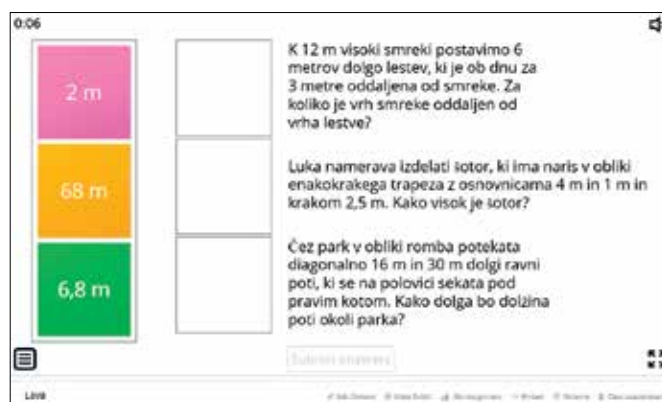 0:06
2 m
68 m
6,8 m
K 12 m visoki smreki postavimo 6
metrov dolgo lestev, ki je ob dnu za
3 metre oddaljena od smreke. Za
koliko je vrh smreke oddaljen od
vrha lestve?
Luka namerava izdelati šotor, ki ima naris v obliki
enakokrakega trapeza z osnovnicama 4 m in 1 m in
krakom 2,5 m. Kako visok je šotor?
Čez park v obliki romba potekata
diagonalno 16 m in 30 m dolgi ravni
poti, ki se na polovici sekata pod
pravim kotom. Kako dolga bo dolžina
poti okoli parka?
Submit answers